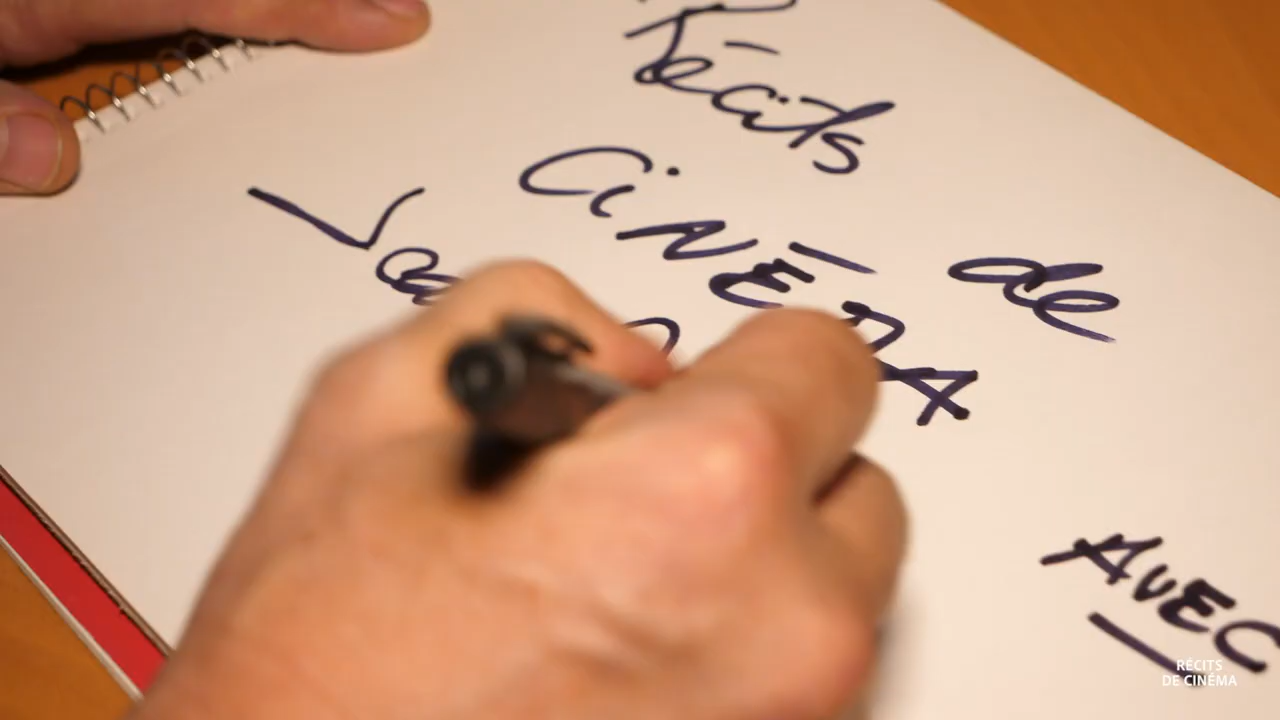 Récits
de
CiNÉMA
AVEC
RÉCITS
DE CINÉMA